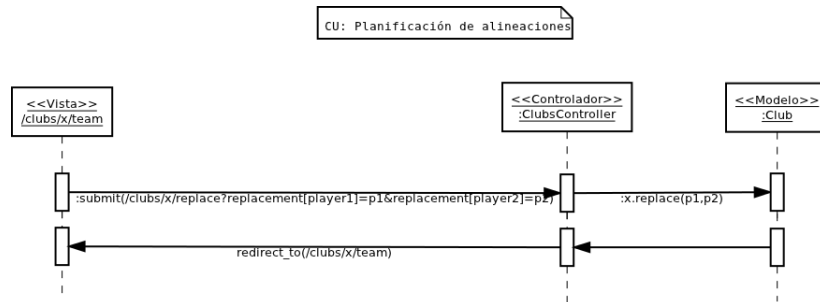 CU: Planificación de alineaciones
<<Vista>>
/clubs/x/team
<<Controlador>>
:ClubsController
<<Modelo>>
:Club
:submit(/clubs/x/replace?replacement[player1]=p1&replacement[player2]=p2)
:x.replace(p1,p2)
redirect_to(/clubs/x/team)